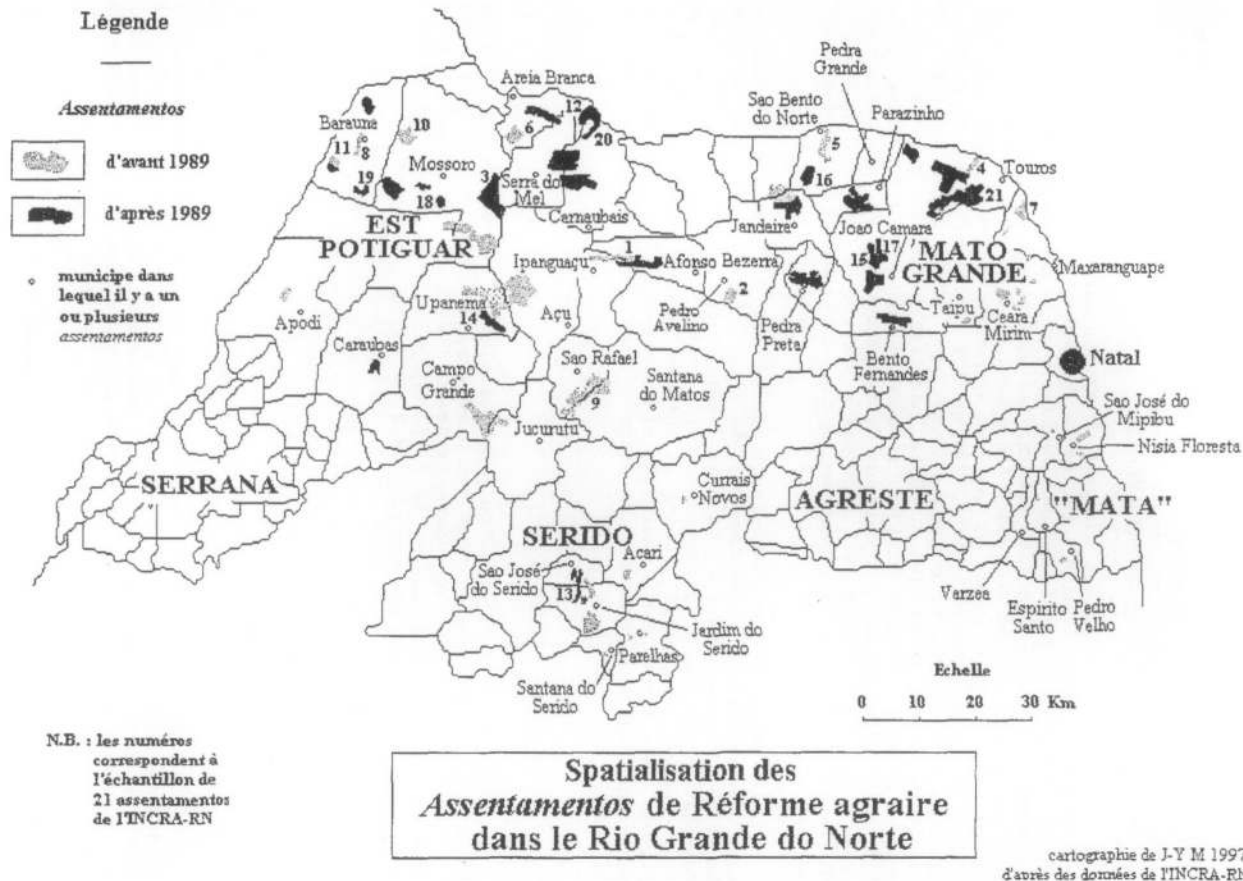 Légende
Assentamentos
d'avant 1989
d'après 1989
municipe dans
lequel il y a un
ou plusieurs
assentamentos
Areia Branca
Pedra
Grande
Sao Bento
do Norte
Parazinho
Barauna
10
12
6
20
5
11
8
Mossoro
3
4
Touros
19
18
Serra do
Mel
16
21
7
EST
POTIGUAR
Carnaubais
Jandaire
Joao Camara
17
MATO
GRANDE
Maxaranguape
1
Ipanguaçu
Afonso Bezerra
15
2
Upanema
14
Apodi
Açu
Pedro
Avelino
Pedra
Preta
Taipu
Ceara
Mirim
Caraubas
Bento
Fernandes
Natal
Campo
Grande
Sao Rafael
9
Santana
do Matos
Sao José do
Mipibu
Jucurutu
Nisia Floresta
SERRANA
Currais
Novos
AGRESTE
"MATA"
SERIDO
Acari
Sao José
do Serido
13
Varzea
Espirito
Santo
Pedro
Velho
Jardim do
Serido
Parelhas
Santana do
Serido
Echelle
0 10 20 30 Km
N.B. : les numéros
correspondent à
l'échantillon de
21 assentamentos
de l'INCRA-RN
Spatialisation des
Assentamentos de Réforme agraire
dans le Rio Grande do Norte
cartographie de J-Y M 1997
d'après des données de l'INCRA-RN